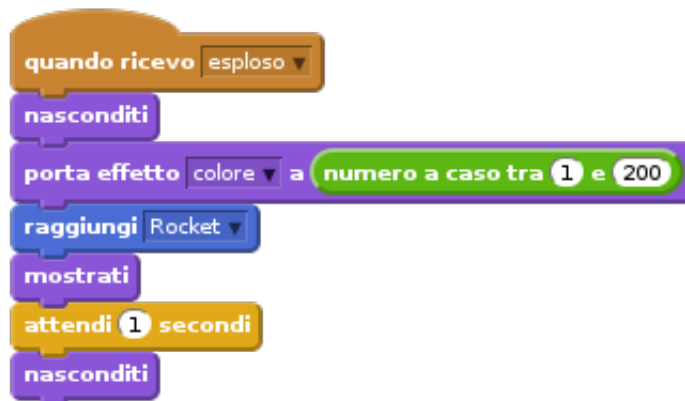 quando ricevo esploso
nasconditi
porta effetto colore a numero a caso tra 1 e 200
raggiungi Rocket
mostrati
attendi 1 secondi
nasconditi